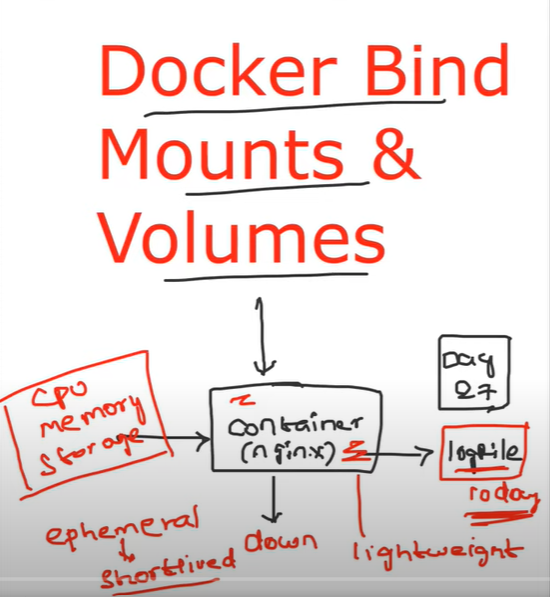 Docker Bind
Mounts &
Volumes
CPU
memory
storage
container
(nginx)
Day
27
logfile
today
ephemeral
shortlived
down
lightweight